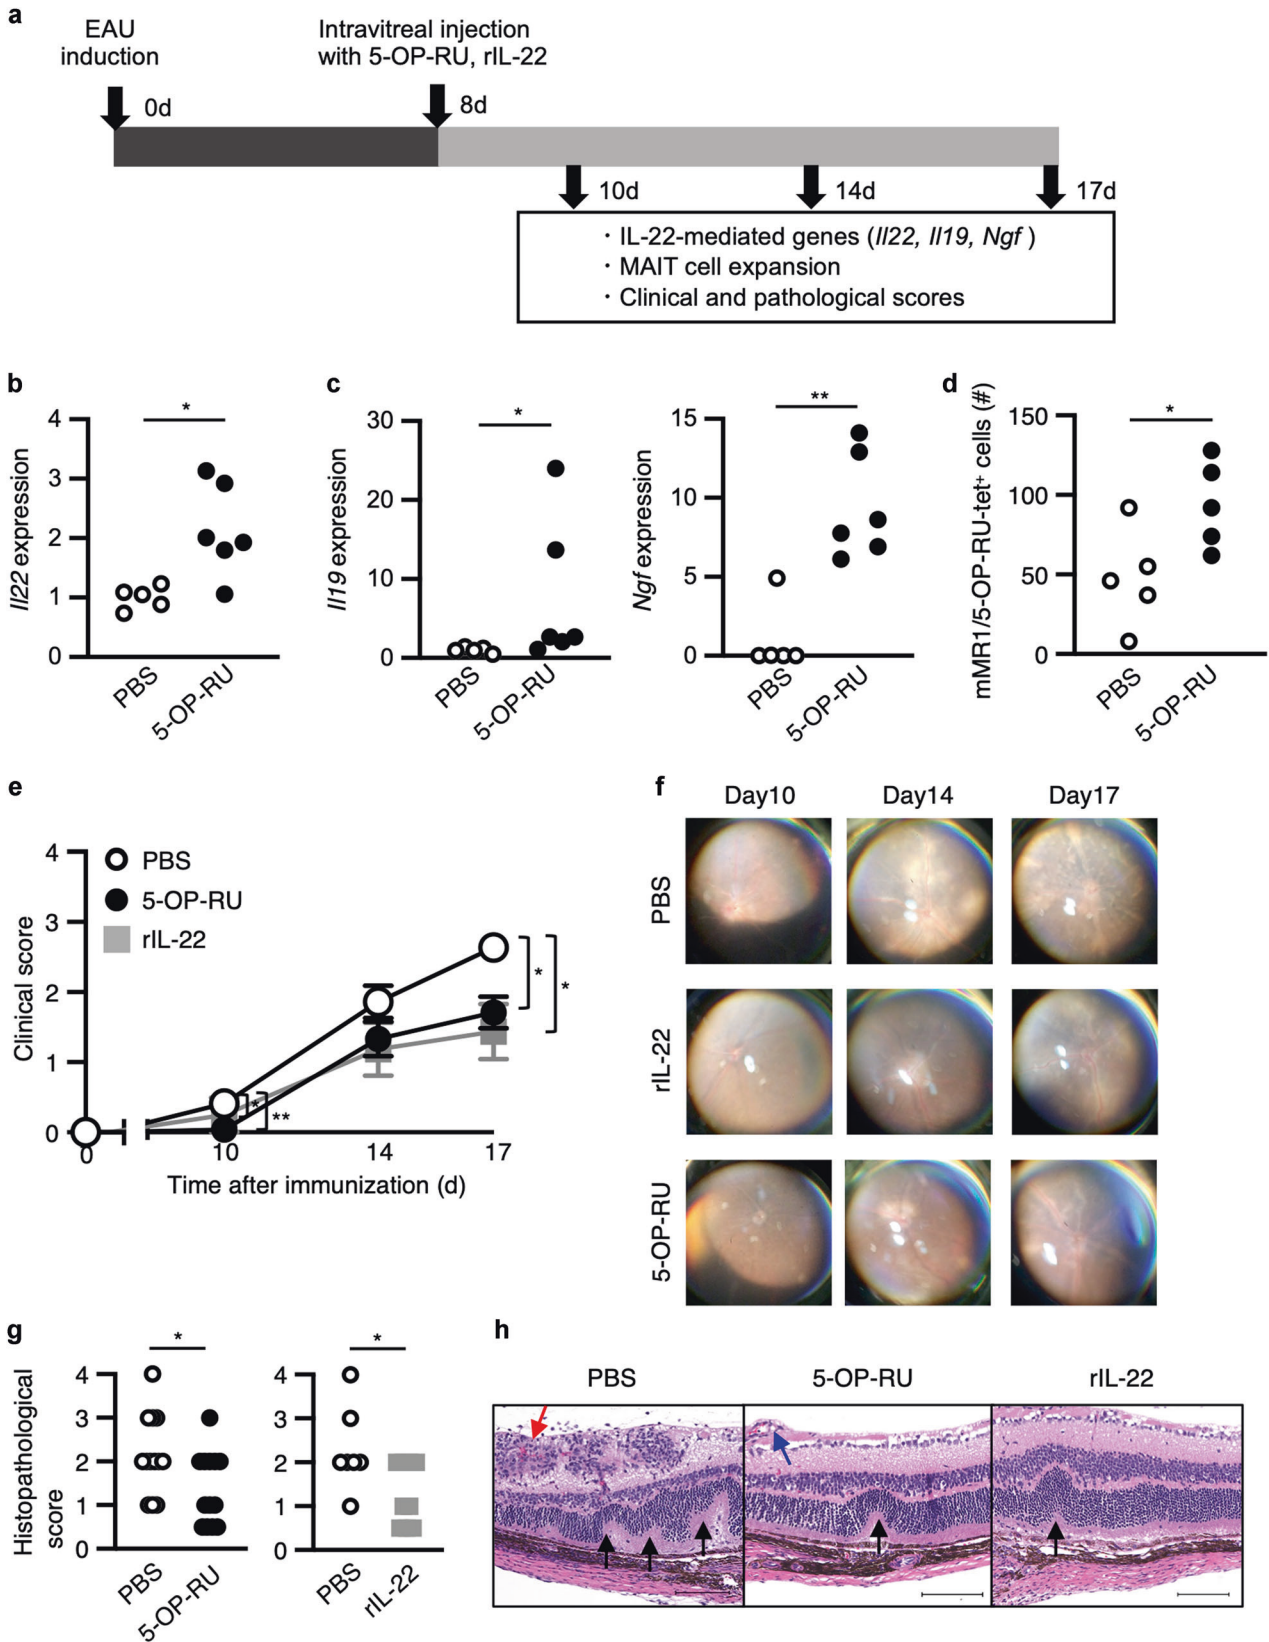 a
EAU
induction
Intravitreal injection
with 5-OP-RU, rIL-22
0d
8d
10d
14d
17d
・IL-22-mediated genes (Il22, Il19, Ngf )
・MAIT cell expansion
・Clinical and pathological scores
b
Il22 expression
4
3
2
1
0
*
PBS
5-OP-RU
c
Il19 expression
30
20
10
0
*
PBS
5-OP-RU
Ngf expression
15
10
5
0
**
PBS
5-OP-RU
d
mMR1/5-OP-RU-tet+ cells (#)
150
100
50
0
*
PBS
5-OP-RU
e
Clinical score
4
3
2
1
0
PBS
5-OP-RU
rIL-22
*
*
*
**
0
10
14
17
Time after immunization (d)
f
Day10
Day14
Day17
PBS
rIL-22
5-OP-RU
g
Histopathological
score
4
3
2
1
0
*
PBS
5-OP-RU
4
3
2
1
0
*
PBS
rIL-22
h
PBS
5-OP-RU
rIL-22